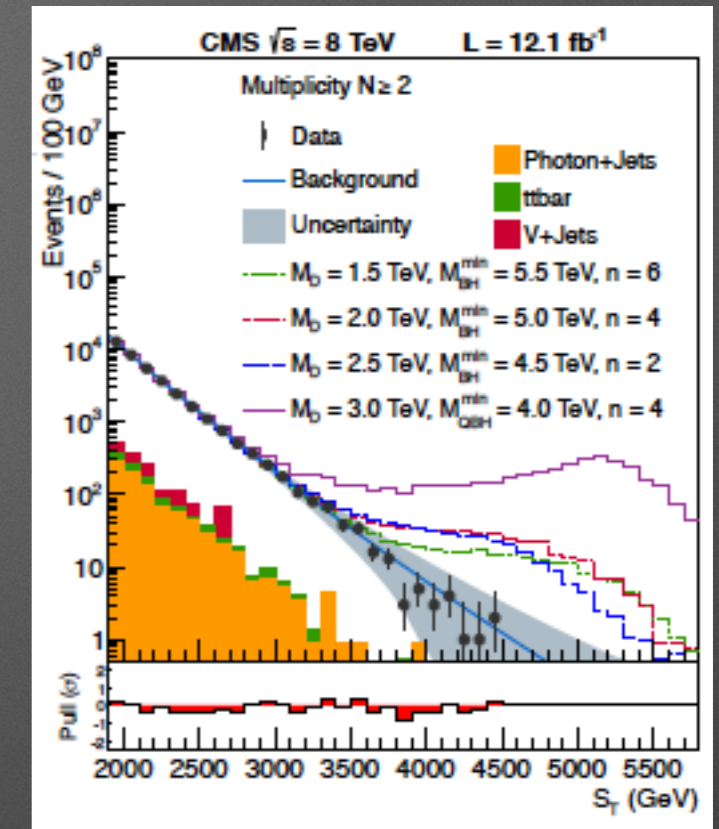 CMS √s = 8 TeV L = 12.1 fb⁻¹
Events / 100 GeV
10⁸
10⁷
10⁶
10⁵
10⁴
10³
10²
10
1
Multiplicity N ≥ 2
Data
Background
Uncertainty
Photon+Jets
ttbar
V+Jets
M_D = 1.5 TeV, M_BH^min = 5.5 TeV, n = 6
M_D = 2.0 TeV, M_BH^min = 5.0 TeV, n = 4
M_D = 2.5 TeV, M_BH^min = 4.5 TeV, n = 2
M_D = 3.0 TeV, M_QBH^min = 4.0 TeV, n = 4
Pull (σ)
2
1
0
-1
-2
2000 2500 3000 3500 4000 4500 5000 5500
S_T (GeV)